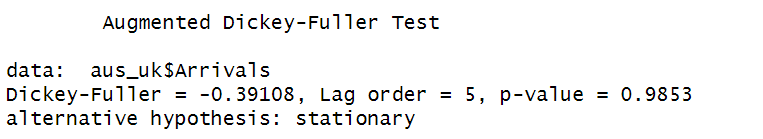 Augmented Dickey-Fuller Test
data:  aus_uk$Arrivals
Dickey-Fuller = -0.39108, Lag order = 5, p-value = 0.9853
alternative hypothesis: stationary